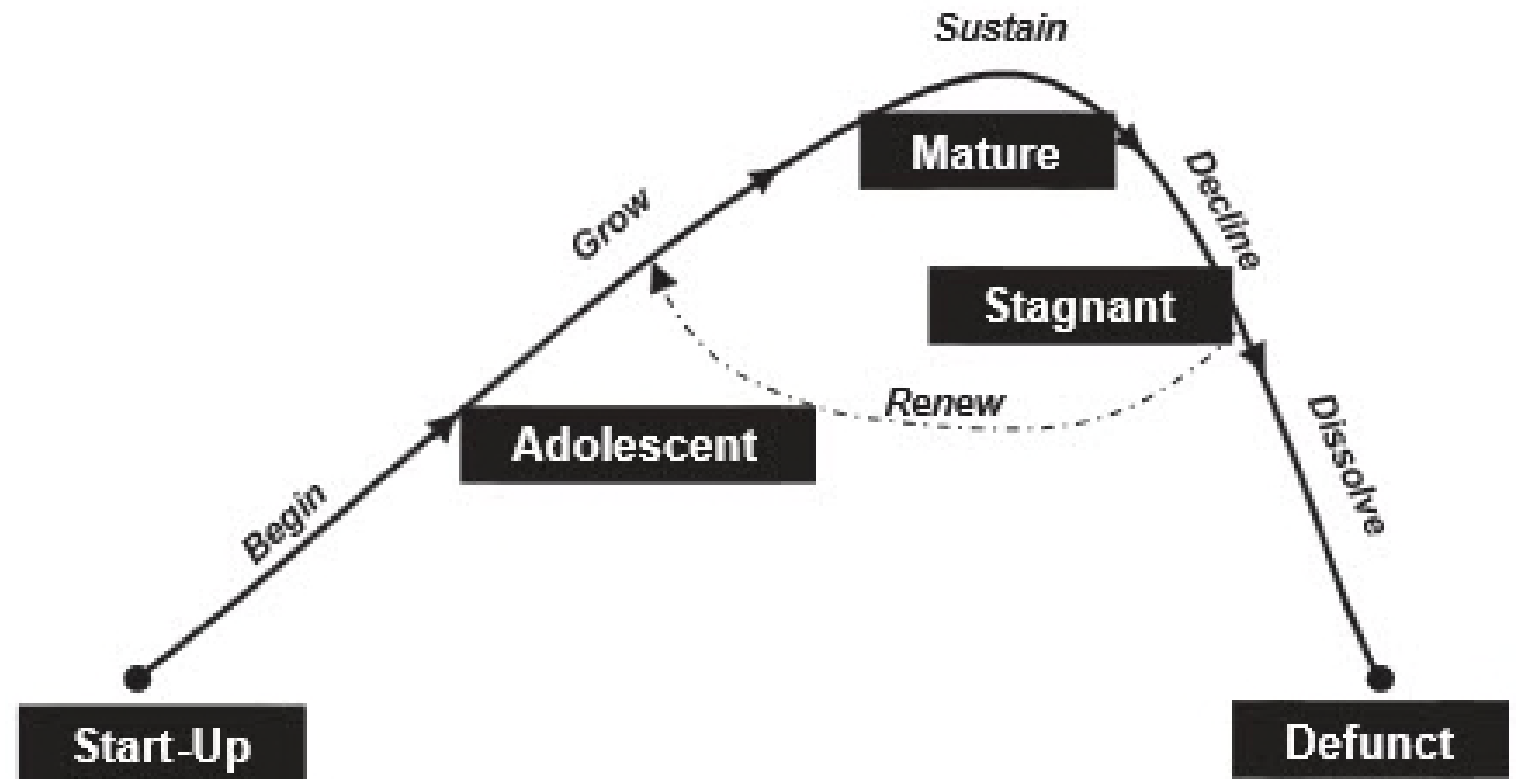 Sustain
Mature
Decline
Grow
Stagnant
Renew
Adolescent
Dissolve
Begin
Start-Up
Defunct